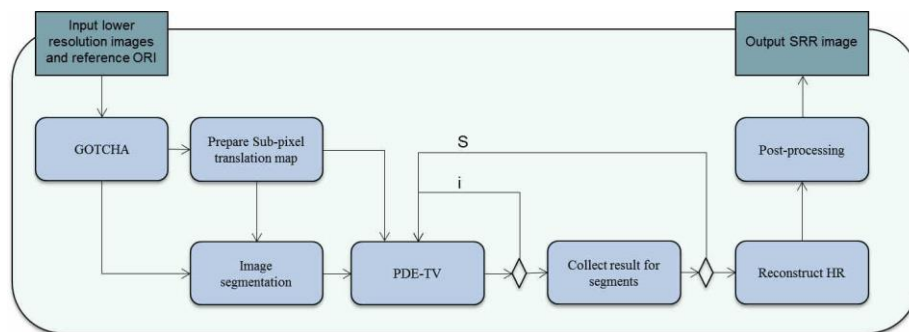 Input lower
resolution images
and reference ORI
Output SRR image
GOTCHA
Prepare Sub-pixel
translation map
S
Post-processing
i
Image
segmentation
PDE-TV
Collect result for
segments
Reconstruct HR